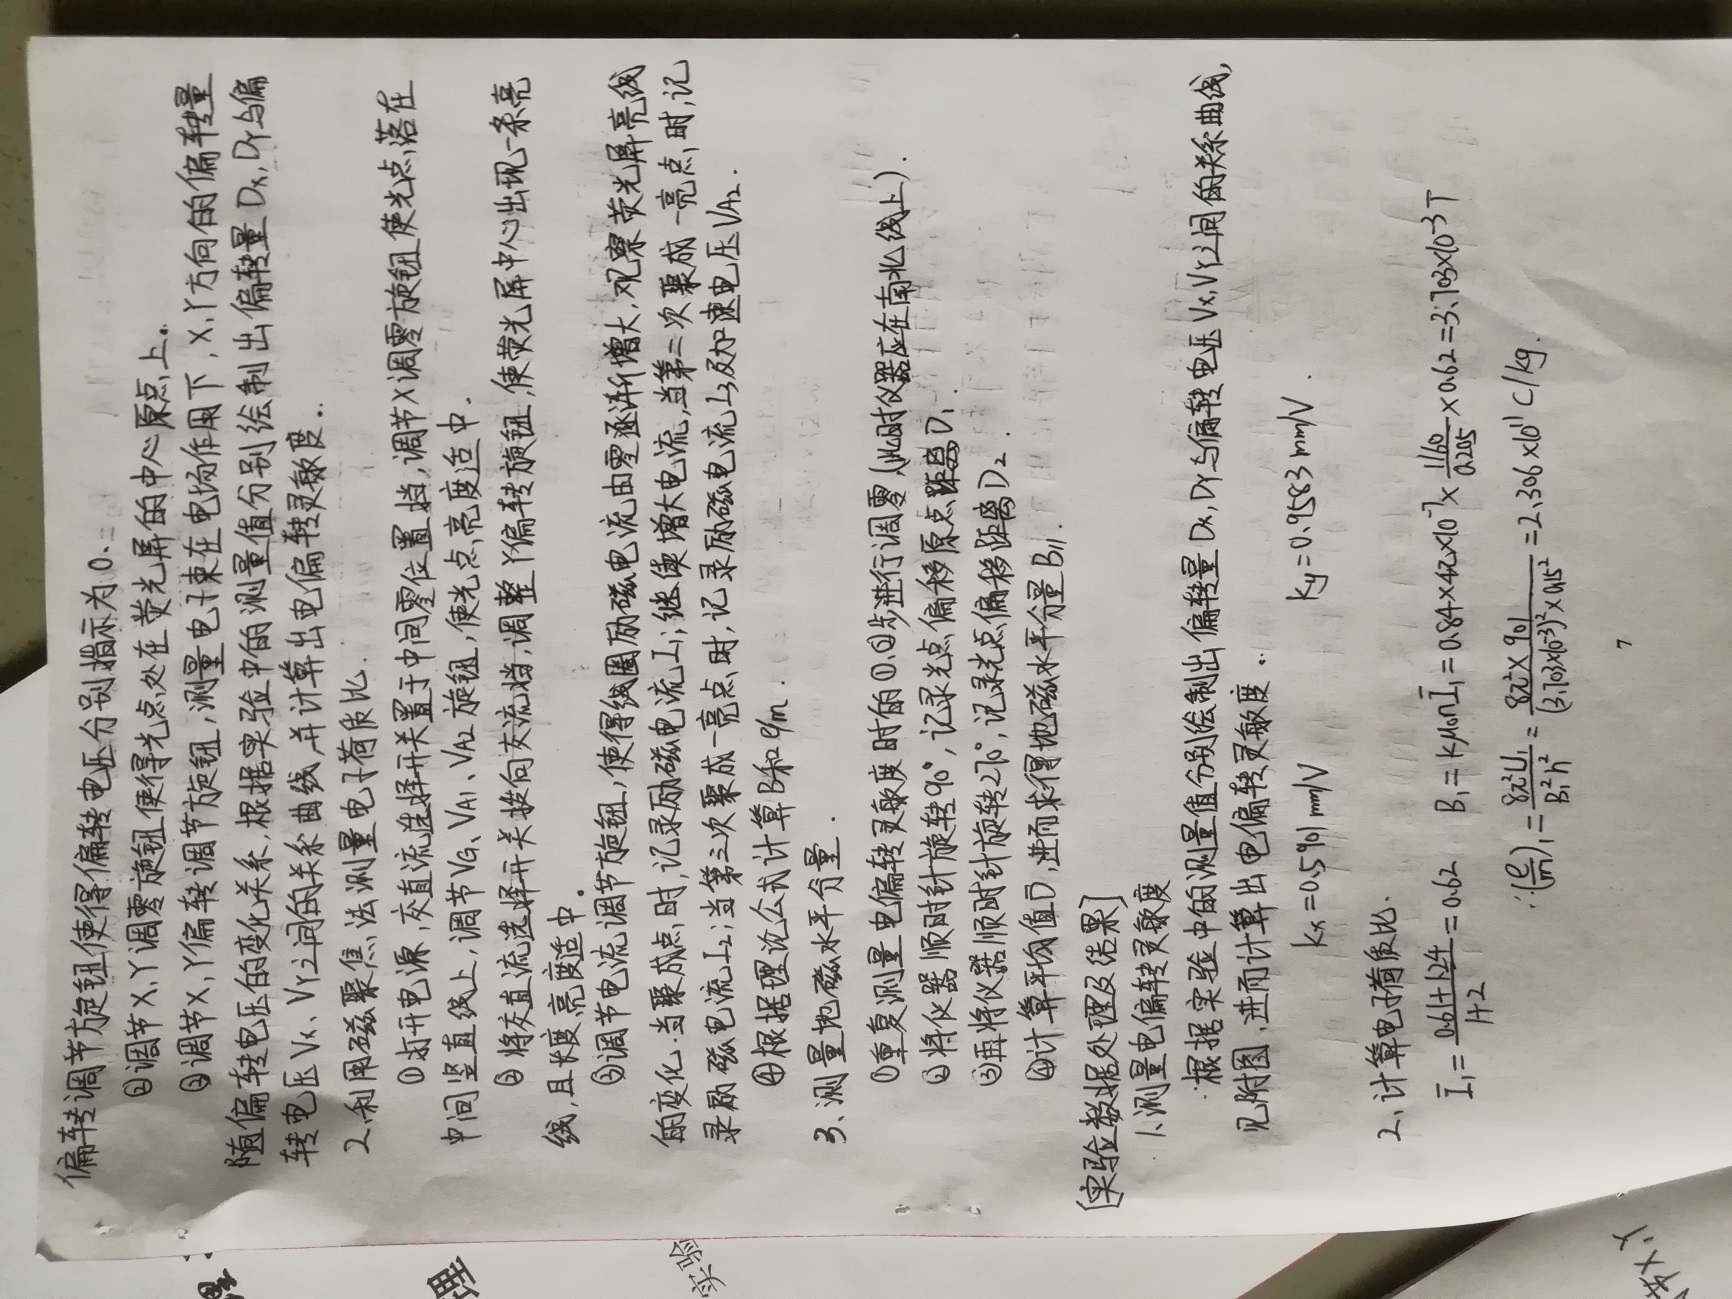 偏转调节旋钮使得偏转电压分别指示为0.
②调节X,Y调零旋钮使得光点处在荧光屏的中心原点上.
③调节X,Y偏转调节旋钮,测量电子束在电场作用下,X,Y方向的偏转量
随偏转电压的变化关系,根据实验中的测量值分别绘制出偏转量Dx,Dy与偏
转电压Vx、Vy之间的关系曲线,并计算出电偏转灵敏度.
2.利用磁聚焦法测量电子荷质比.
①打开电源,交直流选择开关置于中间零位置挡,调节X调零旋钮使光点落在
中间竖直线上,调节VG、VA1、VA2旋钮,使光点亮度适中.
②将交直流选择开关拨向交流挡,调整Y偏转旋钮,使荧光屏中心出现一条亮
线,且长度亮度适中.
③调节电流调节旋钮,使得线圈励磁电流由零逐渐增大,观察荧光屏亮线
的变化.当聚成点时,记录励磁电流I1;继续增大电流,当第二次聚成一亮点时,记
录励磁电流I2;当第三次聚成一亮点时,记录励磁电流I3及加速电压VA2.
④根据理论公式计算B和e/m.
3、测量地磁水平分量.
①重复测量电偏转灵敏度时的①,②步进行调零(此时仪器应在南北线上).
②将仪器顺时针旋转90°,记录光点偏移原点距离D1.
③再将仪器顺时针旋转270°,记录光点偏移距离D2.
④计算平均值D,进而求得地磁水平分量B//.
[实验数据处理及结果]
1、测量电偏转灵敏度
根据实验中的测量值分别绘制出偏转量Dx,Dy与偏转电压Vx,Vy之间的关系曲线,
见附图,进而计算出电偏转灵敏度.
kx=0.5901 mm/V ky=0.9583 mm/V.
2、计算电子荷质比.
Ī1=(0.61+1.24)/(1+2)=0.62 B1=kμ0nĪ1=0.84×4π×10⁻⁷×1160/0.205×0.62=3.703×10⁻³T
∴(e/m)1=8π²U1/(B1²h²)=8π²×901/((3.703×10⁻³)²×0.15²)=2.306×10¹¹ C/kg.
7
实验